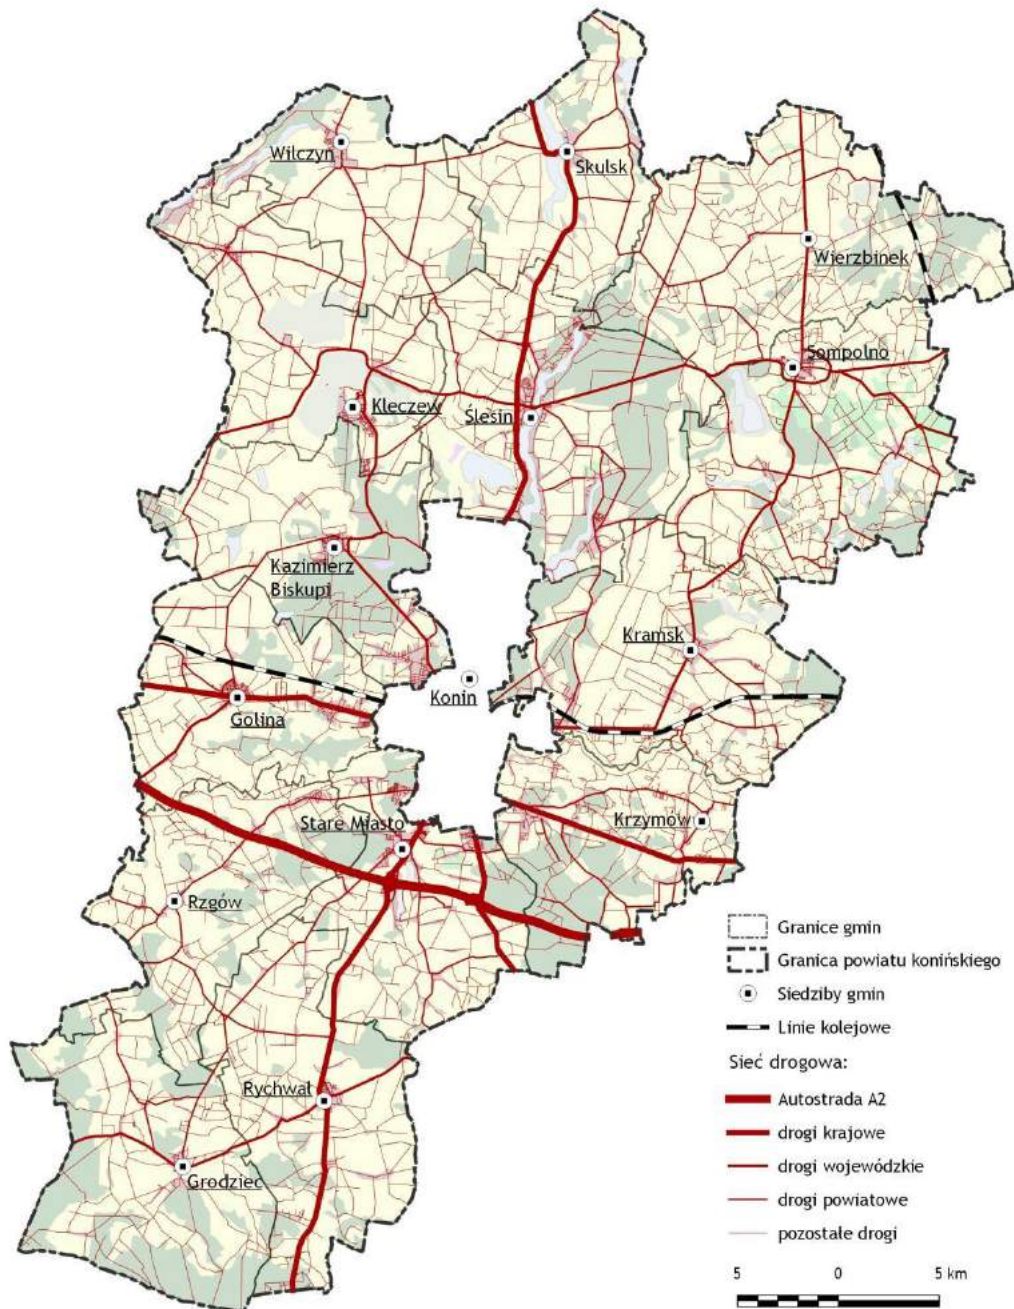 Wilczyn
Skulsk
Wierzbinek
Sompolno
Kleczew
Ślesin
Kazimierz
Biskupi
Kramsk
Konin
Golina
Stare Miasto
Krzymów
Rzgów
Rychwał
Grodziec
Granice gmin
Granica powiatu konińskiego
Siedziby gmin
Linie kolejowe
Sieć drogowa:
Autostrada A2
drogi krajowe
drogi wojewódzkie
drogi powiatowe
pozostałe drogi
5 0 5 km